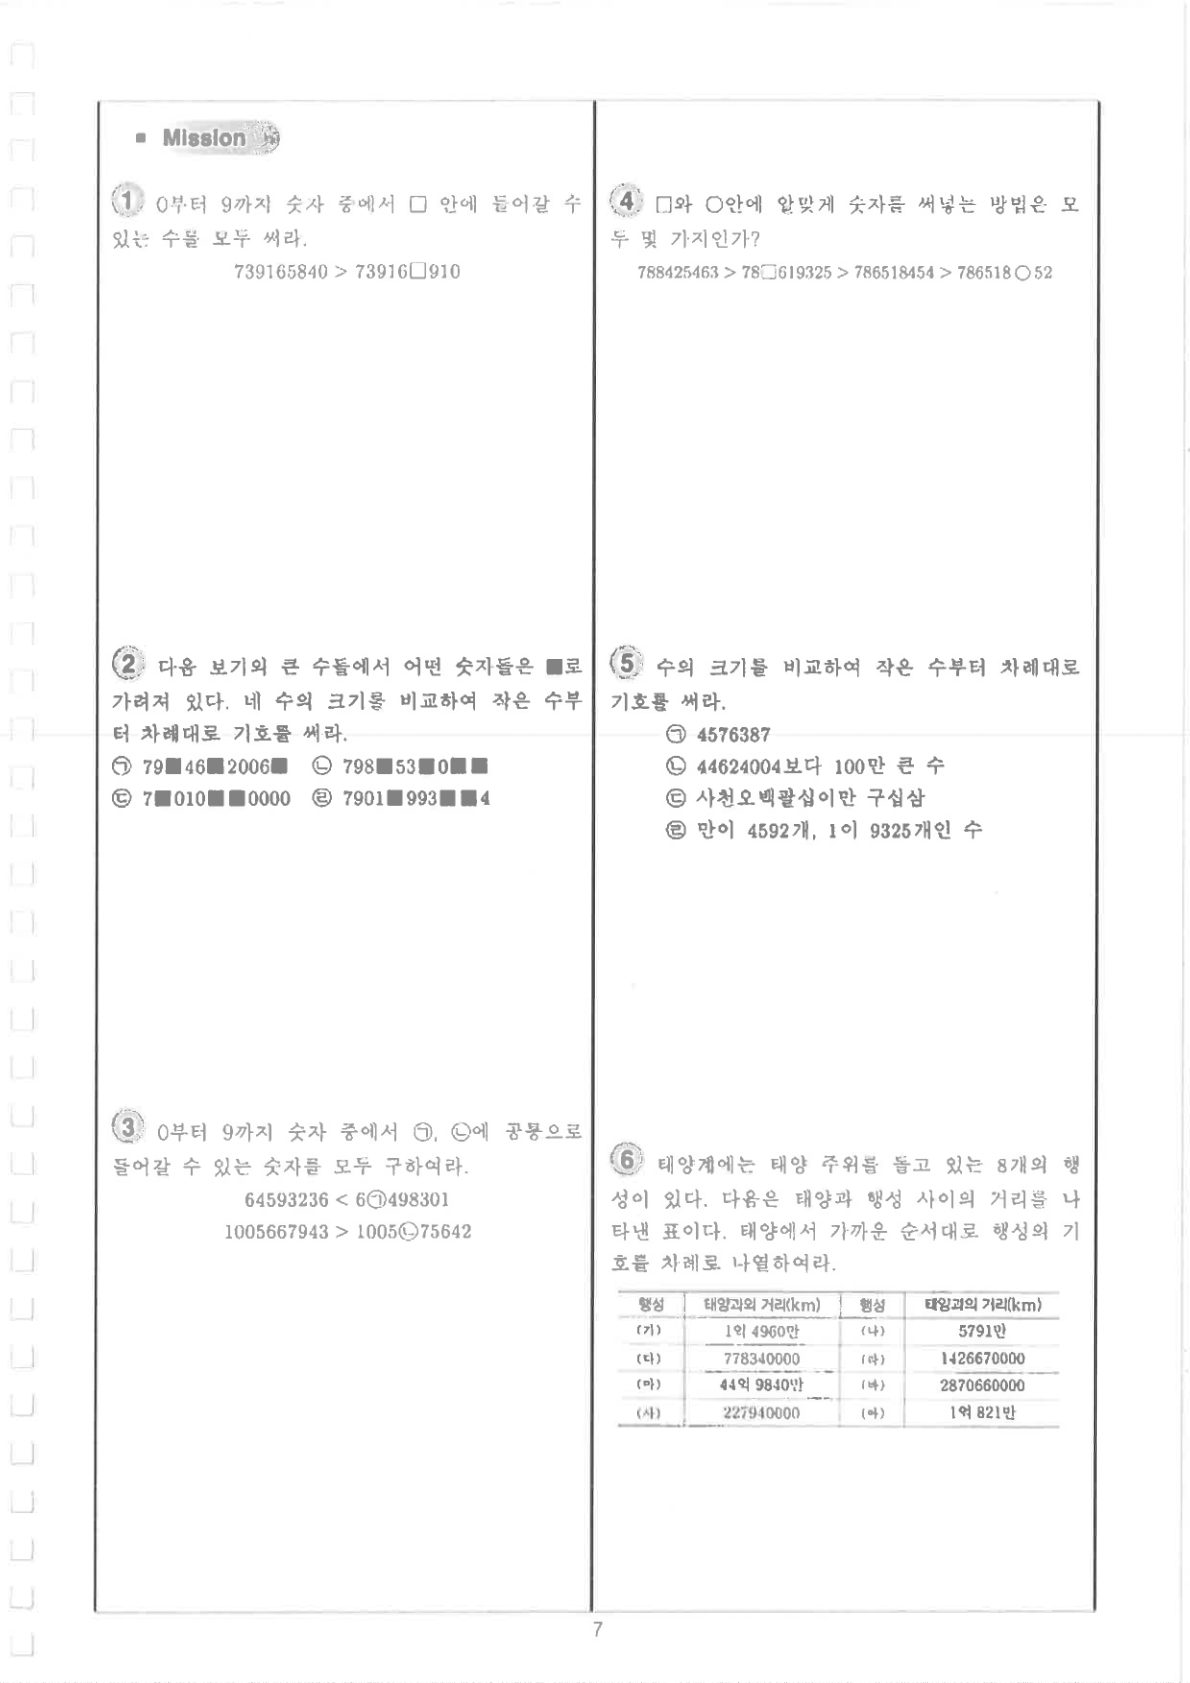 Mission
1 0부터 9까지 숫자 중에서 □ 안에 들어갈 수
있는 수를 모두 써라.
739165840 > 73916□910
2 다음 보기의 큰 수들에서 어떤 숫자들은 ■로
가려져 있다. 네 수의 크기를 비교하여 작은 수부
터 차례대로 기호를 써라.
㉠ 79■46■2006■ ㉡ 798■53■0■■
㉢ 7■010■■0000 ㉣ 7901■993■■4
3 0부터 9까지 숫자 중에서 ㉠, ㉡에 공통으로
들어갈 수 있는 숫자를 모두 구하여라.
64593236 < 6㉠498301
1005667943 > 1005㉡75642
4 □와 ○안에 알맞게 숫자를 써넣는 방법은 모
두 몇 가지인가?
788425463 > 78□619325 > 786518454 > 786518○52
5 수의 크기를 비교하여 작은 수부터 차례대로
기호를 써라.
㉠ 4576387
㉡ 44624004보다 100만 큰 수
㉢ 사천오백팔십이만 구십삼
㉣ 만이 4592개, 1이 9325개인 수
6 태양계에는 태양 주위를 돌고 있는 8개의 행
성이 있다. 다음은 태양과 행성 사이의 거리를 나
타낸 표이다. 태양에서 가까운 순서대로 행성의 기
호를 차례로 나열하여라.
행성 태양과의 거리(km) 행성 태양과의 거리(km)
(가) 1억 4960만 (나) 5791만
(다) 778340000 (라) 1426670000
(마) 44억 9840만 (바) 2870660000
(사) 227940000 (아) 1억 821만
7